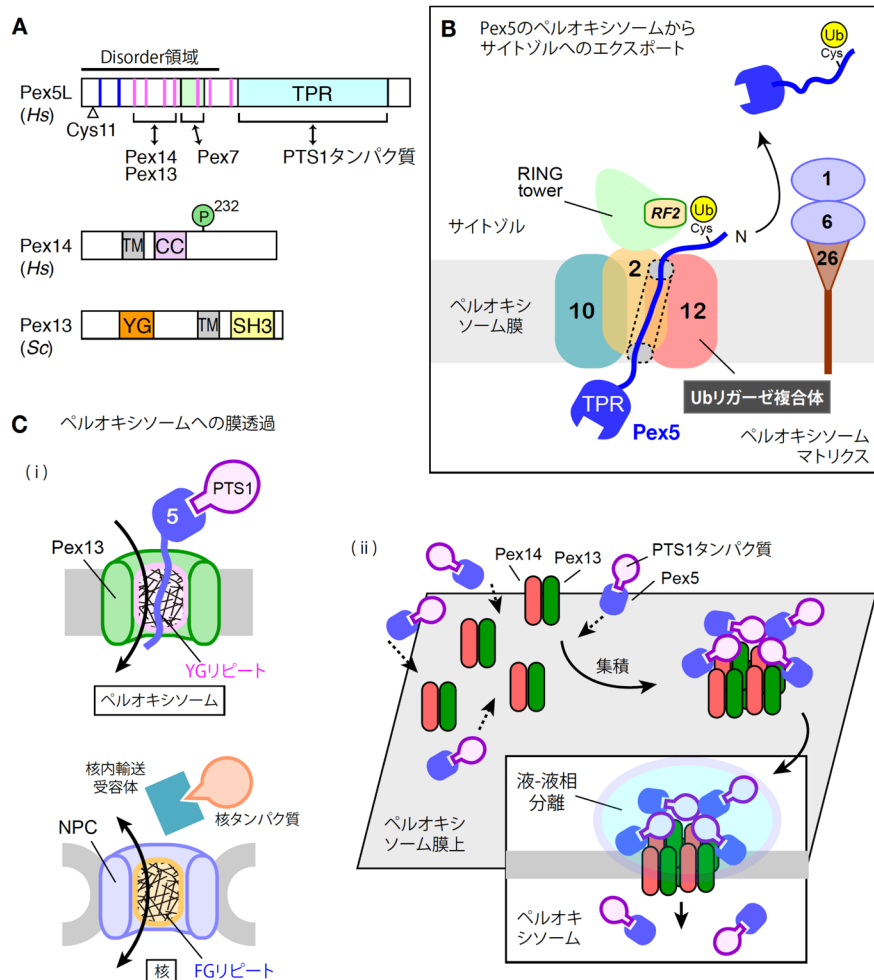 A
Disorder領域
Pex5L
(Hs)
TPR
Cys11
Pex14
Pex13
Pex7
PTS1タンパク質
P
232
Pex14
(Hs)
TM
CC
Pex13
(Sc)
YG
TM
SH3
B
Pex5のペルオキシソームから
サイトゾルへのエクスポート
Ub
Cys
RING
tower
サイトゾル
RF2
Ub
Cys
N
1
6
26
2
10
12
ペルオキシ
ソーム膜
TPR
Pex5
Ubリガーゼ複合体
ペルオキシソーム
マトリクス
C
ペルオキシソームへの膜透過
(i)
PTS1
5
Pex13
YGリピート
ペルオキシソーム
核内輸送
受容体
核タンパク質
NPC
核
FGリピート
(ii)
Pex14
Pex13
PTS1タンパク質
Pex5
集積
ペルオキシ
ソーム膜上
液-液相
分離
ペルオキ
シソーム